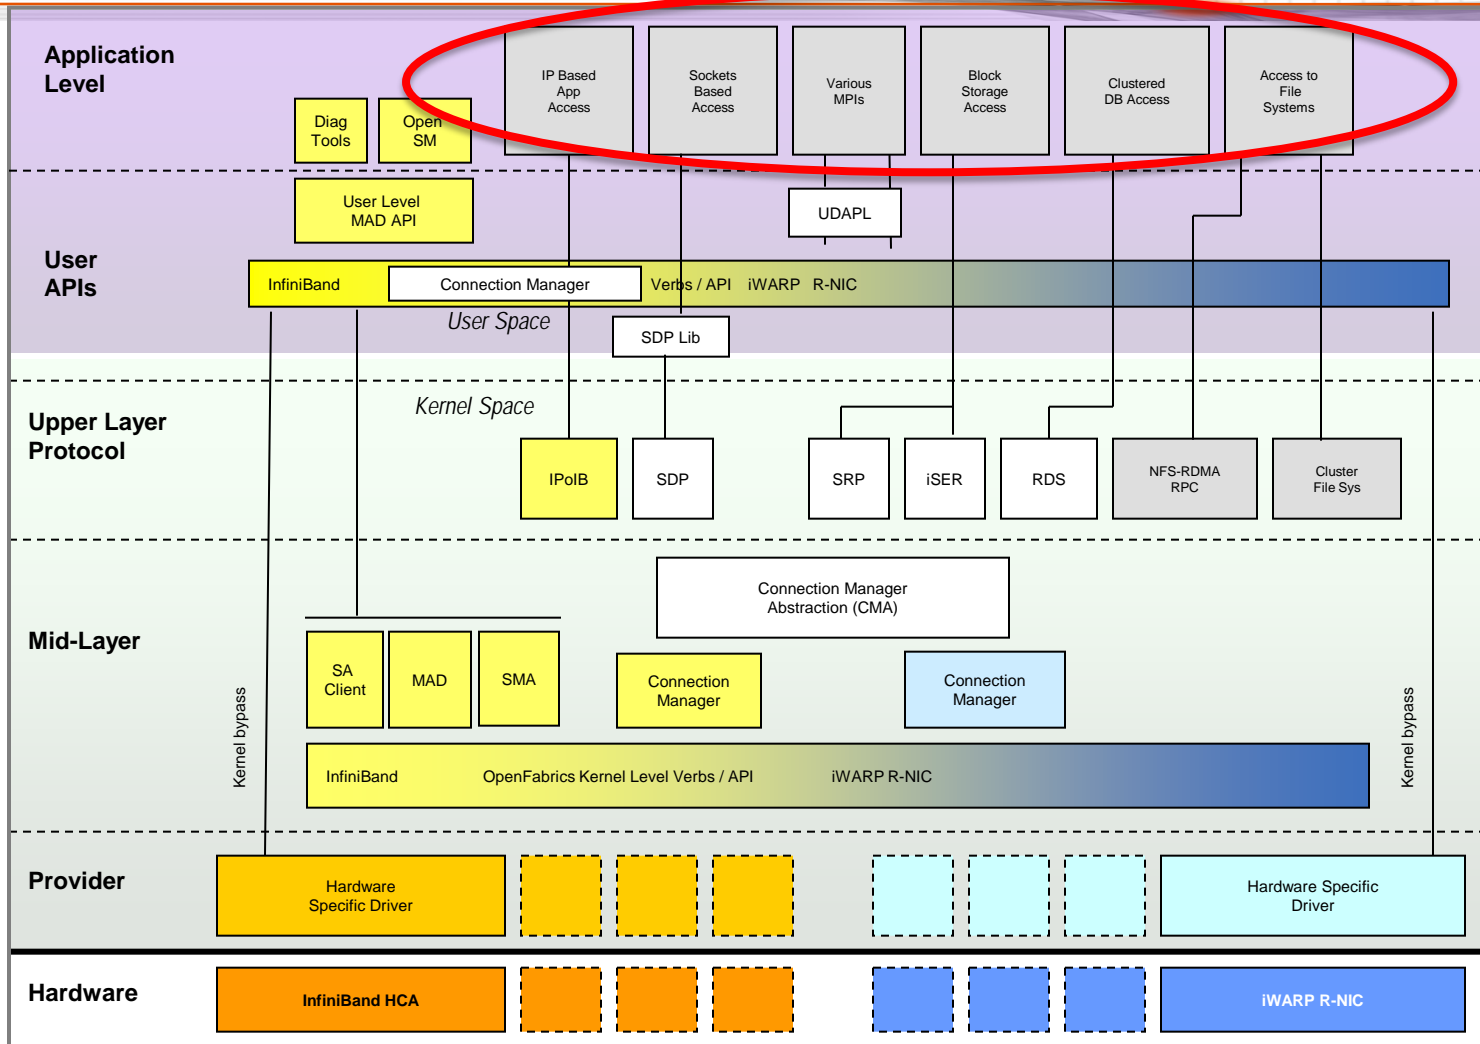 Application
Level
IP Based
App
Access
Sockets
Based
Access
Various
MPIs
Block
Storage
Access
Clustered
DB Access
Access to
File
Systems
Diag
Tools
Open
SM
User Level
MAD API
UDAPL
User
APIs
InfiniBand
Connection Manager
Verbs / API iWARP R-NIC
User Space
SDP Lib
Kernel Space
Upper Layer
Protocol
IPoIB
SDP
SRP
iSER
RDS
NFS-RDMA
RPC
Cluster
File Sys
Connection Manager
Abstraction (CMA)
Mid-Layer
SA
Client
MAD
SMA
Connection
Manager
Connection
Manager
Kernel bypass
Kernel bypass
InfiniBand OpenFabrics Kernel Level Verbs / API iWARP R-NIC
Provider
Hardware
Specific Driver
Hardware Specific
Driver
Hardware
InfiniBand HCA
iWARP R-NIC